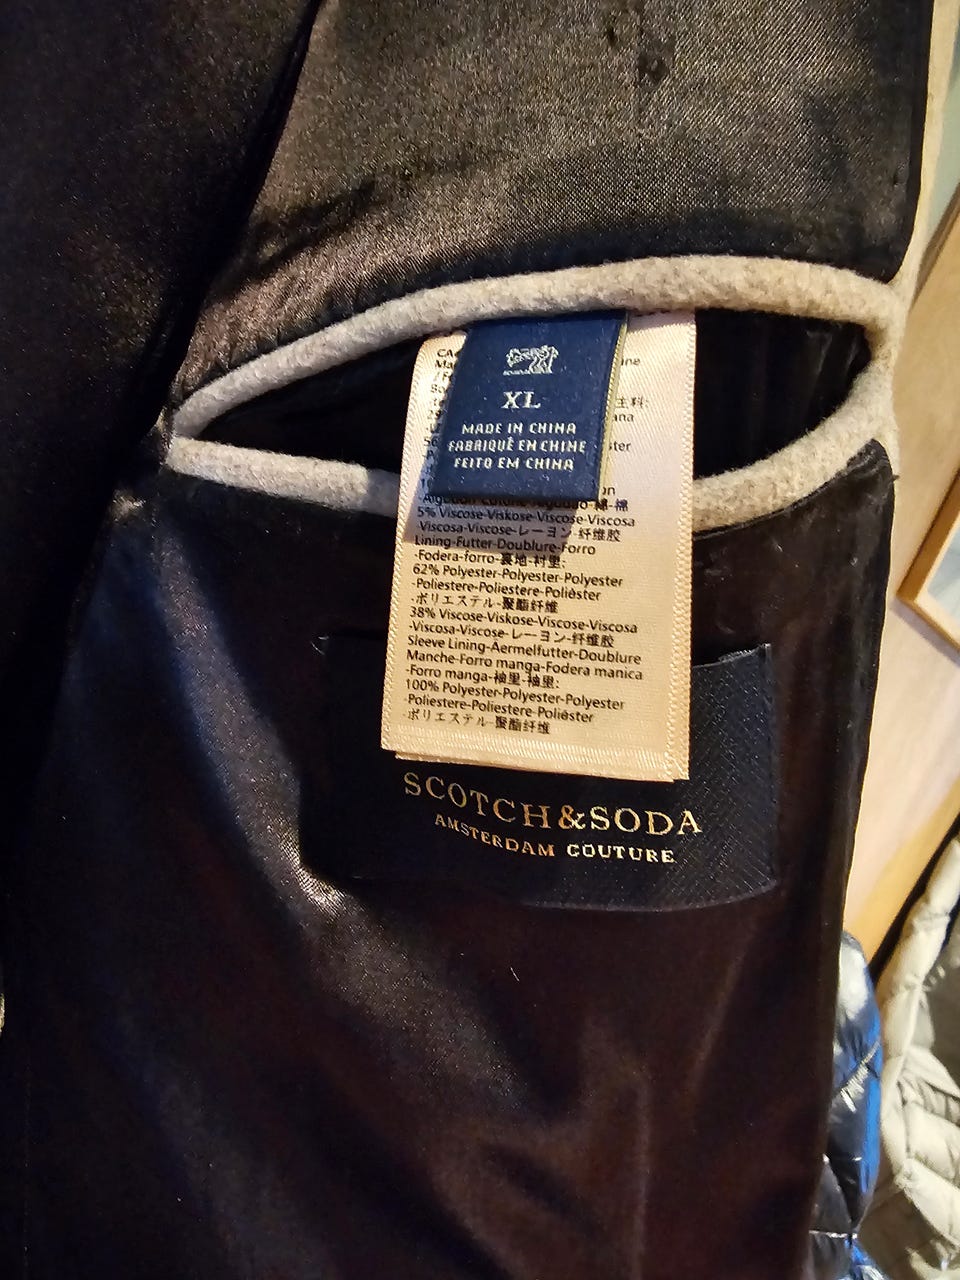 XL
MADE IN CHINA
FABRIQUÉ EN CHINE
FEITO EM CHINA
主料:
5% Viscose-Viskose-Viscose-Viscosa
-Viscosa-Viscose-レーヨン-纤维胶
Lining-Futter-Doublure-Forro
-Fodera-forro-裏地-衬里:
62% Polyester-Polyester-Polyester
-Poliestere-Poliestere-Poliéster
-ポリエステル-聚酯纤维
38% Viscose-Viskose-Viscose-Viscosa
-Viscosa-Viscose-レーヨン-纤维胶
Sleeve Lining-Aermelfutter-Doublure
Manche-Forro manga-Fodera manica
-Forro manga-袖里-袖里:
100% Polyester-Polyester-Polyester
-Poliestere-Poliestere-Poliéster
-ポリエステル-聚酯纤维
SCOTCH&SODA
AMSTERDAM COUTURE